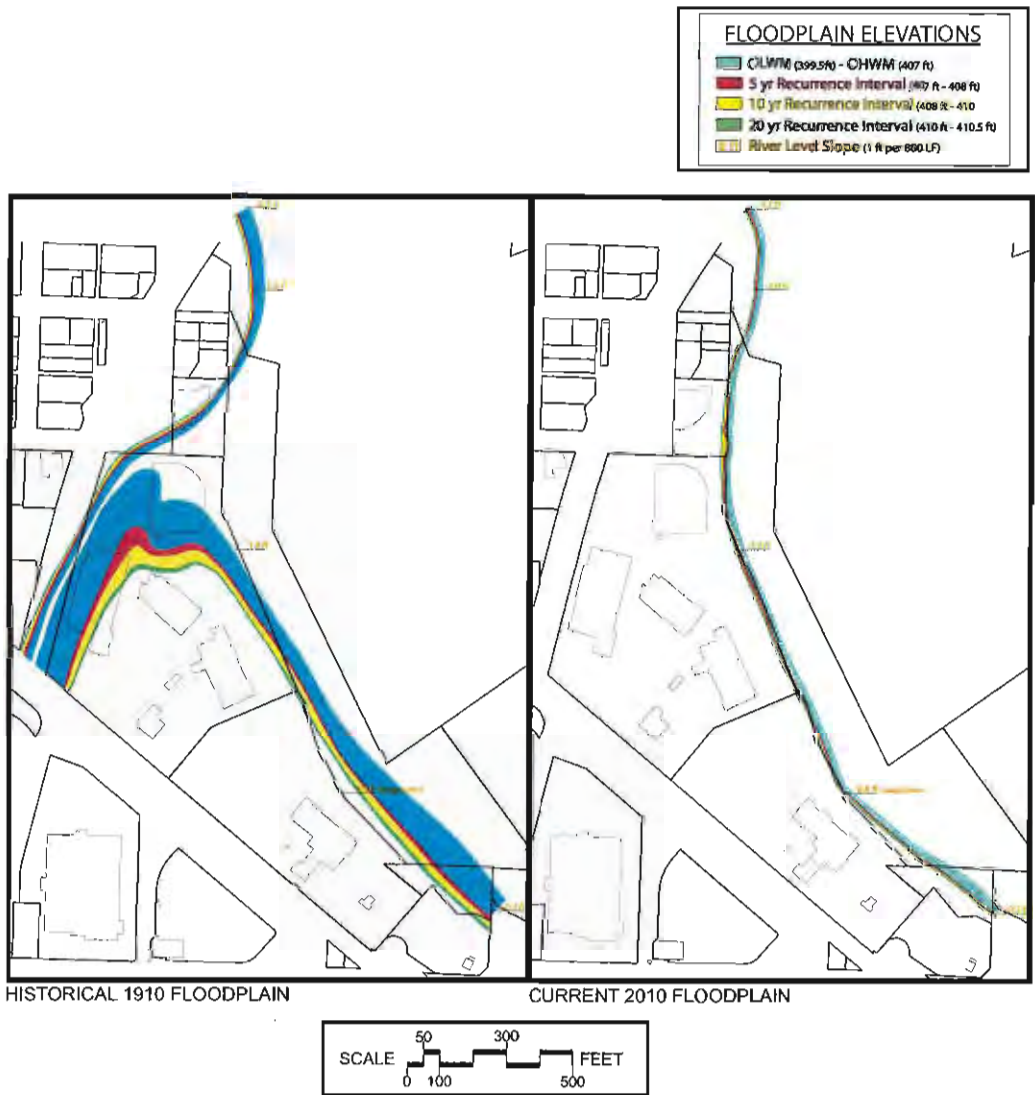 FLOODPLAIN ELEVATIONS
OLWM (399.5ft) - OHWM (407 ft)
5 yr Recurrence Interval (407 ft - 408 ft)
10 yr Recurrence Interval (408 ft - 410
20 yr Recurrence Interval (410 ft - 410.5 ft)
River Level Slope (1 ft per 880 LF)
HISTORICAL 1910 FLOODPLAIN
CURRENT 2010 FLOODPLAIN
50 300
SCALE FEET
0 100 500